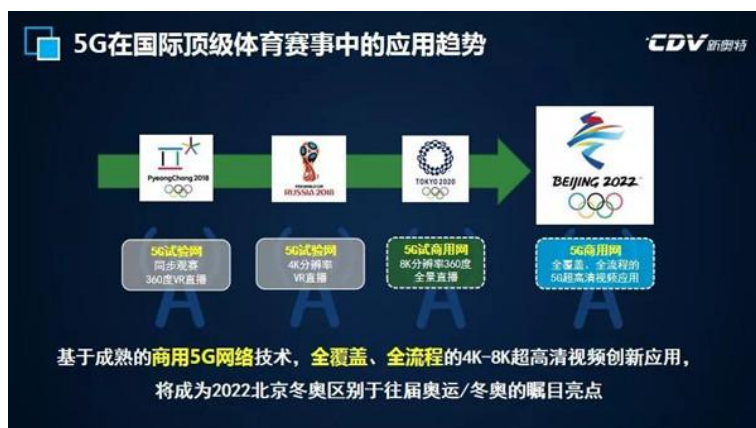 5G在国际顶级体育赛事中的应用趋势
CDV新奥特
PyeongChang 2018
RUSSIA 2018
TOKYO 2020
BEIJING 2022
5G试验网
同步观赛
360度VR直播
5G试验网
4K分辨率
VR直播
5G试商用网
8K分辨率360度
全景直播
5G商用网
全覆盖、全流程的
5G超高清视频应用
基于成熟的商用5G网络技术，全覆盖、全流程的4K-8K超高清视频创新应用，
将成为2022北京冬奥区别于往届奥运/冬奥的瞩目亮点